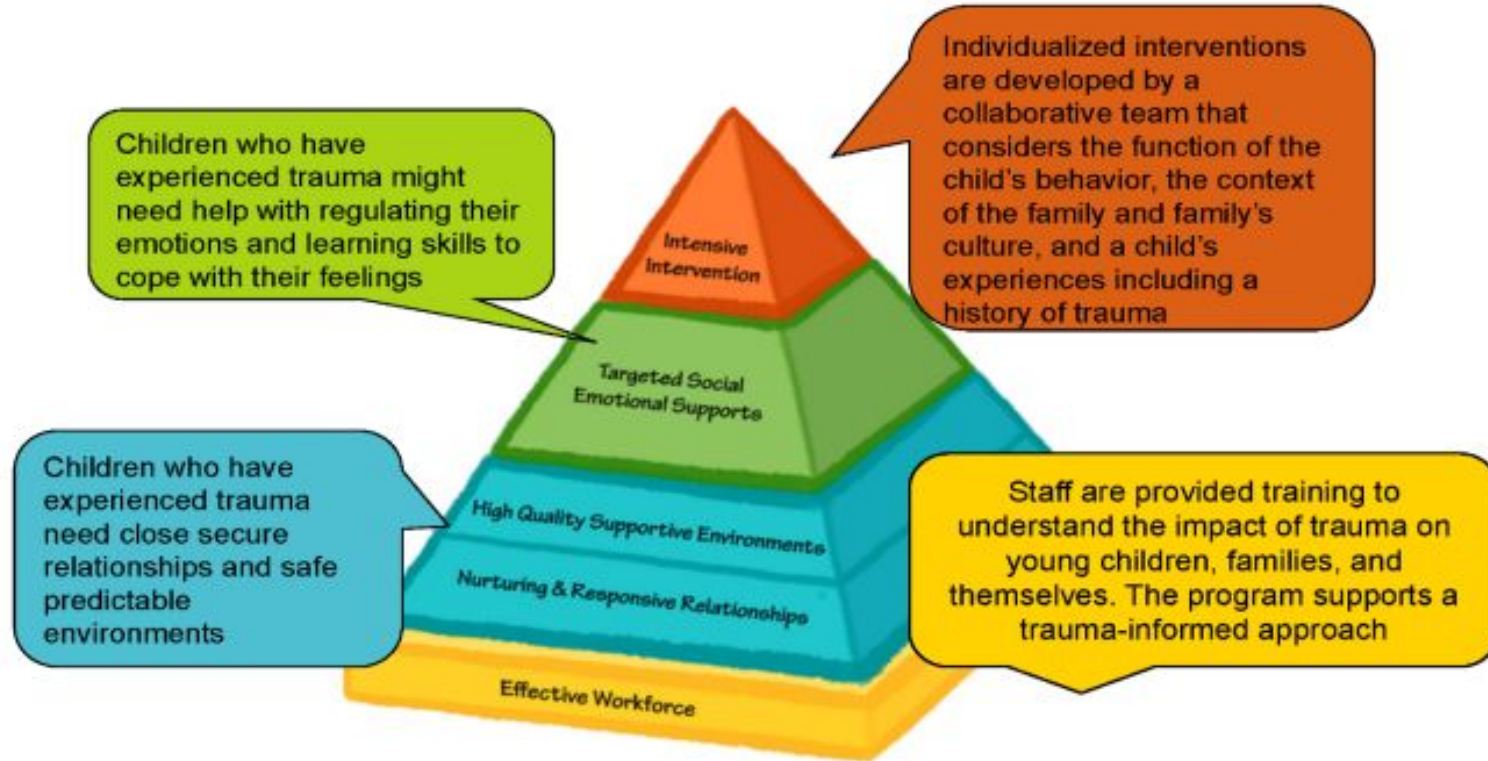 Individualized interventions
are developed by a
collaborative team that
considers the function of the
child's behavior, the context
of the family and family's
culture, and a child's
experiences including a
history of trauma
Children who have
experienced trauma might
need help with regulating their
emotions and learning skills to
cope with their feelings
Intensive
Intervention
Targeted Social
Emotional Supports
Children who have
experienced trauma
need close secure
relationships and safe
predictable
environments
High Quality Supportive Environments
Nurturing & Responsive Relationships
Staff are provided training to
understand the impact of trauma on
young children, families, and
themselves. The program supports a
trauma-informed approach
Effective Workforce